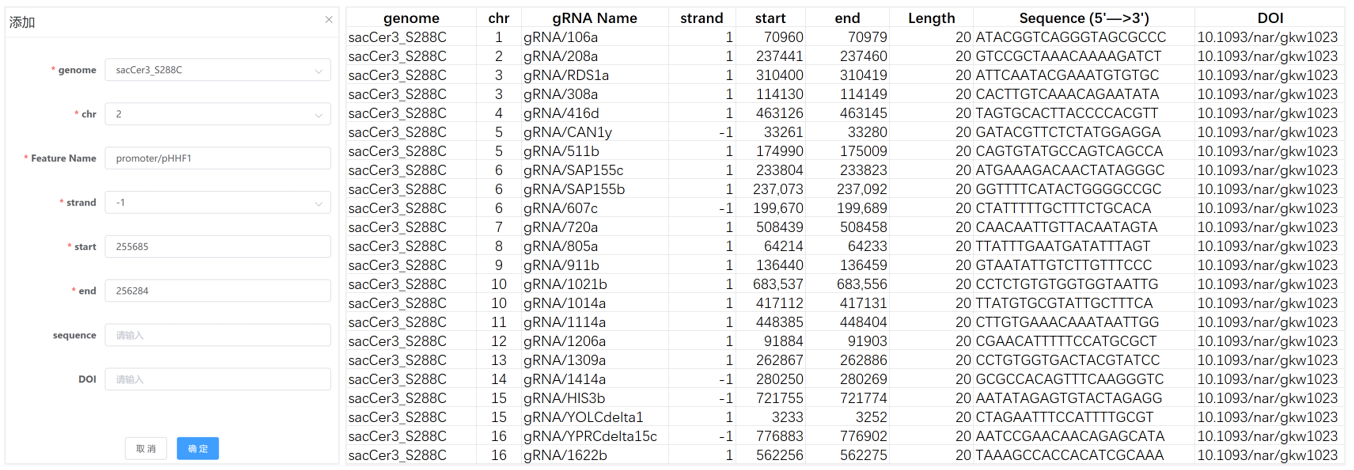 添加 ×
* genome sacCer3_S288C
* chr 2
* Feature Name promoter/pHHF1
* strand -1
* start 255685
* end 256284
sequence 请输入
DOI 请输入
取消 确定
genome chr gRNA Name strand start end Length Sequence (5'—>3') DOI
sacCer3_S288C 1 gRNA/106a 1 70960 70979 20 ATACGGTCAGGGTAGCGCCC 10.1093/nar/gkw1023
sacCer3_S288C 2 gRNA/208a 1 237441 237460 20 GTCCGCTAAACAAAAGATCT 10.1093/nar/gkw1023
sacCer3_S288C 3 gRNA/RDS1a 1 310400 310419 20 ATTCAATACGAAATGTGTGC 10.1093/nar/gkw1023
sacCer3_S288C 3 gRNA/308a 1 114130 114149 20 CACTTGTCAAACAGAATATA 10.1093/nar/gkw1023
sacCer3_S288C 4 gRNA/416d 1 463126 463145 20 TAGTGCACTTACCCCACGTT 10.1093/nar/gkw1023
sacCer3_S288C 5 gRNA/CAN1y -1 33261 33280 20 GATACGTTCTCTATGGAGGA 10.1093/nar/gkw1023
sacCer3_S288C 5 gRNA/511b 1 174990 175009 20 CAGTGTATGCCAGTCAGCCA 10.1093/nar/gkw1023
sacCer3_S288C 6 gRNA/SAP155c 1 233804 233823 20 ATGAAAGACAACTATAGGGC 10.1093/nar/gkw1023
sacCer3_S288C 6 gRNA/SAP155b 1 237,073 237,092 20 GGTTTTCATACTGGGGCCGC 10.1093/nar/gkw1023
sacCer3_S288C 6 gRNA/607c -1 199,670 199,689 20 CTATTTTTGCTTTCTGCACA 10.1093/nar/gkw1023
sacCer3_S288C 7 gRNA/720a 1 508439 508458 20 CAACAATTGTTACAATAGTA 10.1093/nar/gkw1023
sacCer3_S288C 8 gRNA/805a 1 64214 64233 20 TTATTTGAATGATATTTAGT 10.1093/nar/gkw1023
sacCer3_S288C 9 gRNA/911b 1 136440 136459 20 GTAATATTGTCTTGTTTCCC 10.1093/nar/gkw1023
sacCer3_S288C 10 gRNA/1021b 1 683,537 683,556 20 CCTCTGTGTGGTGGTAATTG 10.1093/nar/gkw1023
sacCer3_S288C 10 gRNA/1014a 1 417112 417131 20 TTATGTGCGTATTGCTTTCA 10.1093/nar/gkw1023
sacCer3_S288C 11 gRNA/1114a 1 448385 448404 20 CTTGTGAAACAAATAATTGG 10.1093/nar/gkw1023
sacCer3_S288C 12 gRNA/1206a 1 91884 91903 20 CGAACATTTTTCCATGCGCT 10.1093/nar/gkw1023
sacCer3_S288C 13 gRNA/1309a 1 262867 262886 20 CCTGTGGTGACTACGTATCC 10.1093/nar/gkw1023
sacCer3_S288C 14 gRNA/1414a -1 280250 280269 20 GCGCCACAGTTTCAAGGGTC 10.1093/nar/gkw1023
sacCer3_S288C 15 gRNA/HIS3b -1 721755 721774 20 AATATAGAGTGTACTAGAGG 10.1093/nar/gkw1023
sacCer3_S288C 15 gRNA/YOLCdelta1 1 3233 3252 20 CTAGAATTTCCATTTTGCGT 10.1093/nar/gkw1023
sacCer3_S288C 16 gRNA/YPRCdelta15c -1 776883 776902 20 AATCCGAACAACAGAGCATA 10.1093/nar/gkw1023
sacCer3_S288C 16 gRNA/1622b 1 562256 562275 20 TAAAGCCACCACATCGCAAA 10.1093/nar/gkw1023